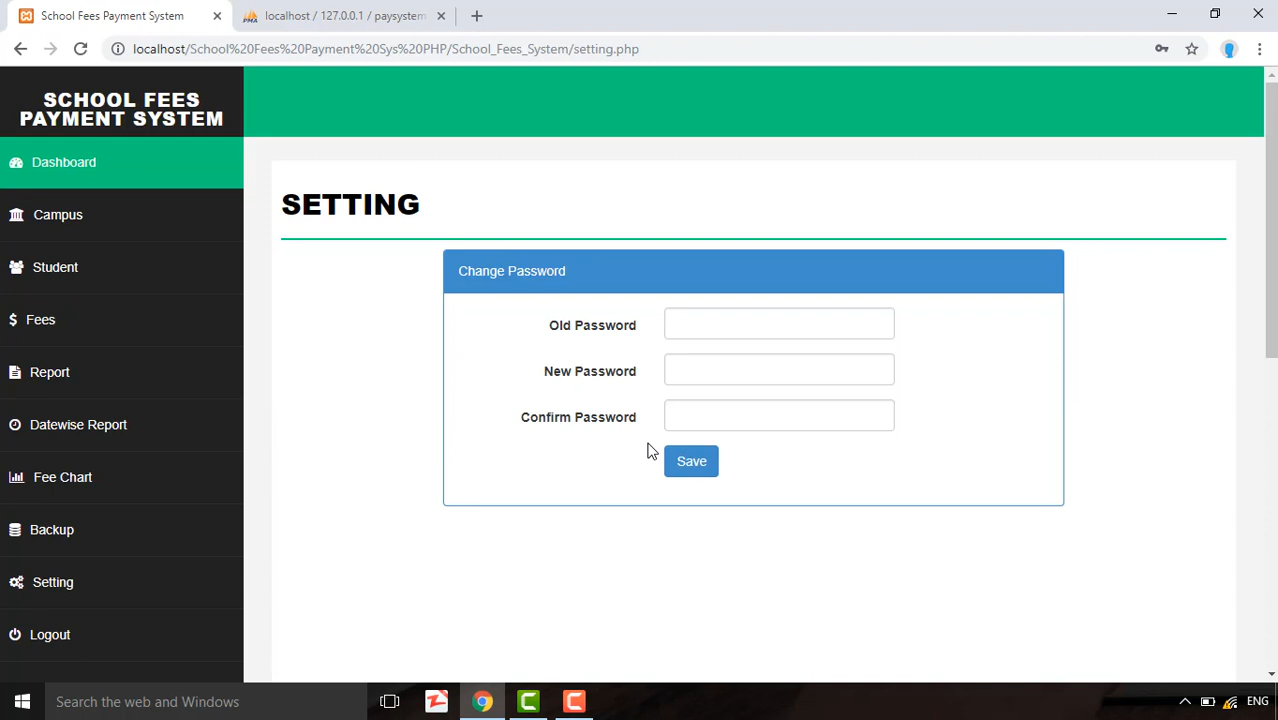 School Fees Payment System
localhost / 127.0.0.1 / paysystem
localhost/School%20Fees%20Payment%20Sys%20PHP/School_Fees_System/setting.php
SCHOOL FEES
PAYMENT SYSTEM
Dashboard
Campus
Student
Fees
Report
Datewise Report
Fee Chart
Backup
Setting
Logout
SETTING
Change Password
Old Password
New Password
Confirm Password
Save
Search the web and Windows
ENG